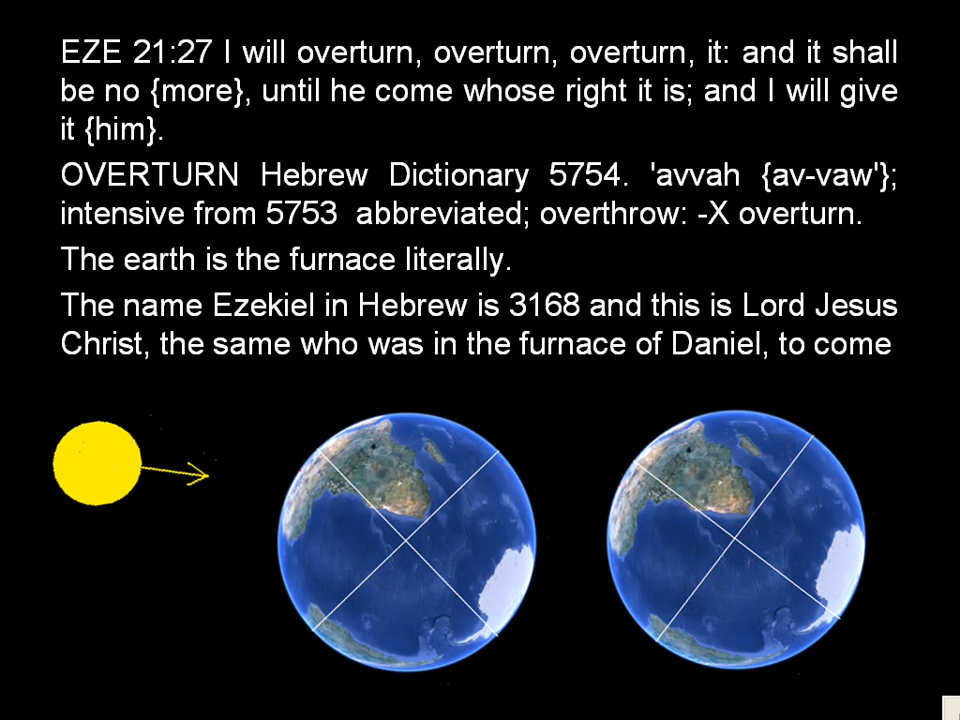 EZE 21:27 I will overturn, overturn, overturn, it: and it shall
be no {more}, until he come whose right it is; and I will give
it {him}.
OVERTURN Hebrew Dictionary 5754. 'avvah {av-vaw'};
intensive from 5753 abbreviated; overthrow: -X overturn.
The earth is the furnace literally.
The name Ezekiel in Hebrew is 3168 and this is Lord Jesus
Christ, the same who was in the furnace of Daniel, to come